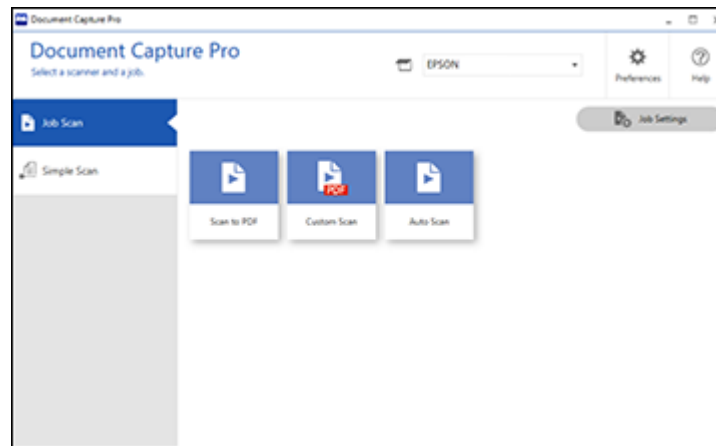 Document Capture Pro
Document Capture Pro
Select a scanner and a job.
EPSON
Preferences
Help
Job Scan
Job Settings
Simple Scan
PDF
Scan to PDF
Custom Scan
Auto Scan